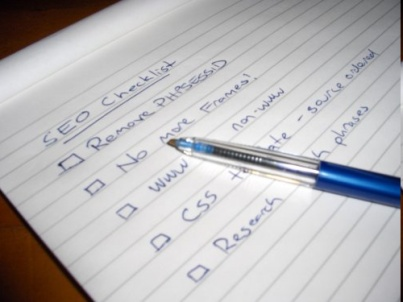 SEO Checklist
Remove PHPSESSID
No more Frames!
www non-www
CSS - source ordered
Research phrases